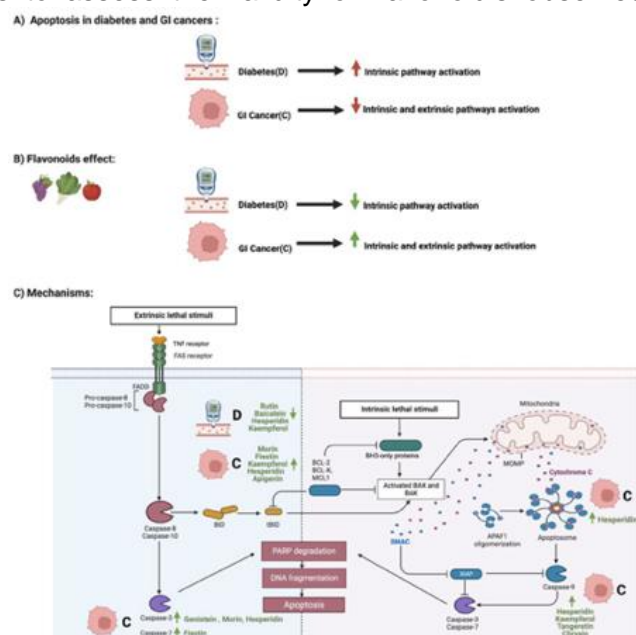 A) Apoptosis in diabetes and GI cancers :
Diabetes(D)
Intrinsic pathway activation
GI Cancer(C)
Intrinsic and extrinsic pathways activation
B) Flavonoids effect:
Diabetes(D)
Intrinsic pathway activation
GI Cancer(C)
Intrinsic and extrinsic pathway activation
C) Mechanisms:
Extrinsic lethal stimuli
TNF receptor
FAS receptor
FADD
Pro-caspase-8
Pro-caspase-10
D
Rutin
Baicalein
Hesperidin
Kaempferol
C
Morin
Fisetin
Kaempferol
Hesperidin
Apigenin
Intrinsic lethal stimuli
BH3-only proteins
BCL-2
MCL1
Activated BAX and
BAK
Mitochondria
MOMP
Cytochrome C
C
Hesperidin
APAF1
oligomerization
Apoptosome
Caspase-8
Caspase-10
BID
tBID
SMAC
XIAP
Caspase-9
C
Hesperidin
Kaempferol
Tangeretin
PARP degradation
DNA fragmentation
Apoptosis
C
Caspase-3
Genistein , Morin, Hesperidin
Caspase-7
Fisetin
Caspase-3
Caspase-7